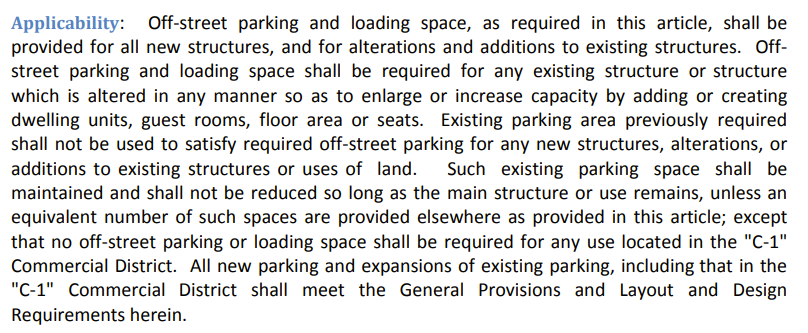 Applicability: Off-street parking and loading space, as required in this article, shall be
provided for all new structures, and for alterations and additions to existing structures. Off-
street parking and loading space shall be required for any existing structure or structure
which is altered in any manner so as to enlarge or increase capacity by adding or creating
dwelling units, guest rooms, floor area or seats. Existing parking area previously required
shall not be used to satisfy required off-street parking for any new structures, alterations, or
additions to existing structures or uses of land. Such existing parking space shall be
maintained and shall not be reduced so long as the main structure or use remains, unless an
equivalent number of such spaces are provided elsewhere as provided in this article; except
that no off-street parking or loading space shall be required for any use located in the "C-1"
Commercial District. All new parking and expansions of existing parking, including that in the
"C-1" Commercial District shall meet the General Provisions and Layout and Design
Requirements herein.